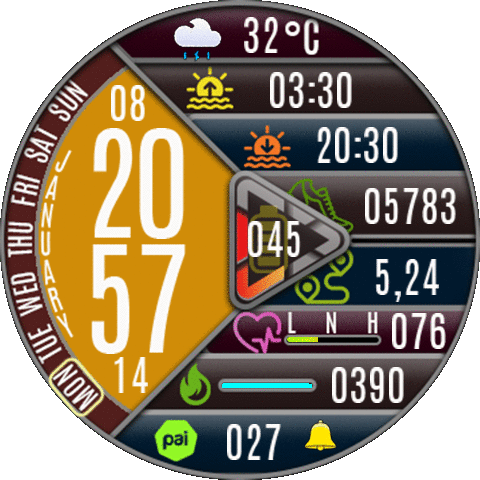 32°C
03:30
20:30
05783
5,24
L N H
076
0390
pai
027
045
08
20
57
14
JANUARY
MON TUE WED THU FRI SAT SUN